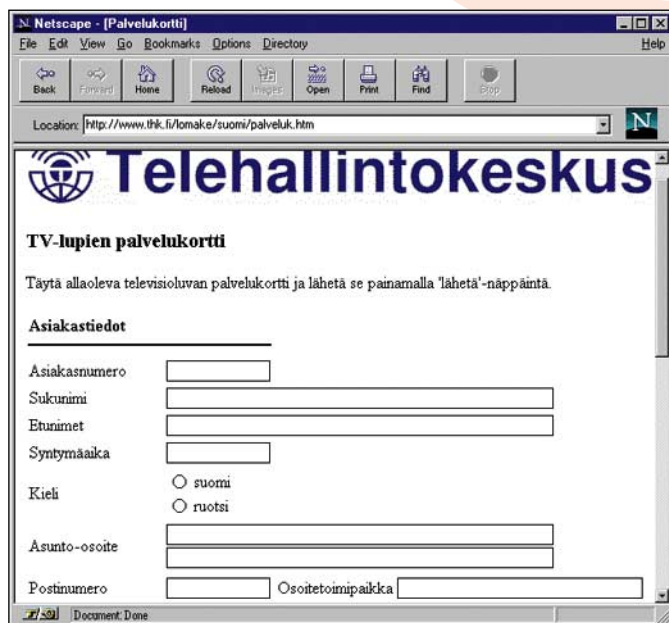 Netscape - [Palvelukortti]
File Edit View Go Bookmarks Options Directory Help
Back Forward Home Reload Images Open Print Find Stop
Location: http://www.thk.fi/lomake/suomi/palveluk.htm
N
Telehallintokeskus
TV-lupien palvelukortti
Täytä allaoleva televisioluvan palvelukortti ja lähetä se painamalla 'lähetä'-näppäintä.
Asiakastiedot
Asiakasnumero
Sukunimi
Etunimet
Syntymäaika
Kieli
suomi
ruotsi
Asunto-osoite
Postinumero Osoitetoimipaikka
Document: Done